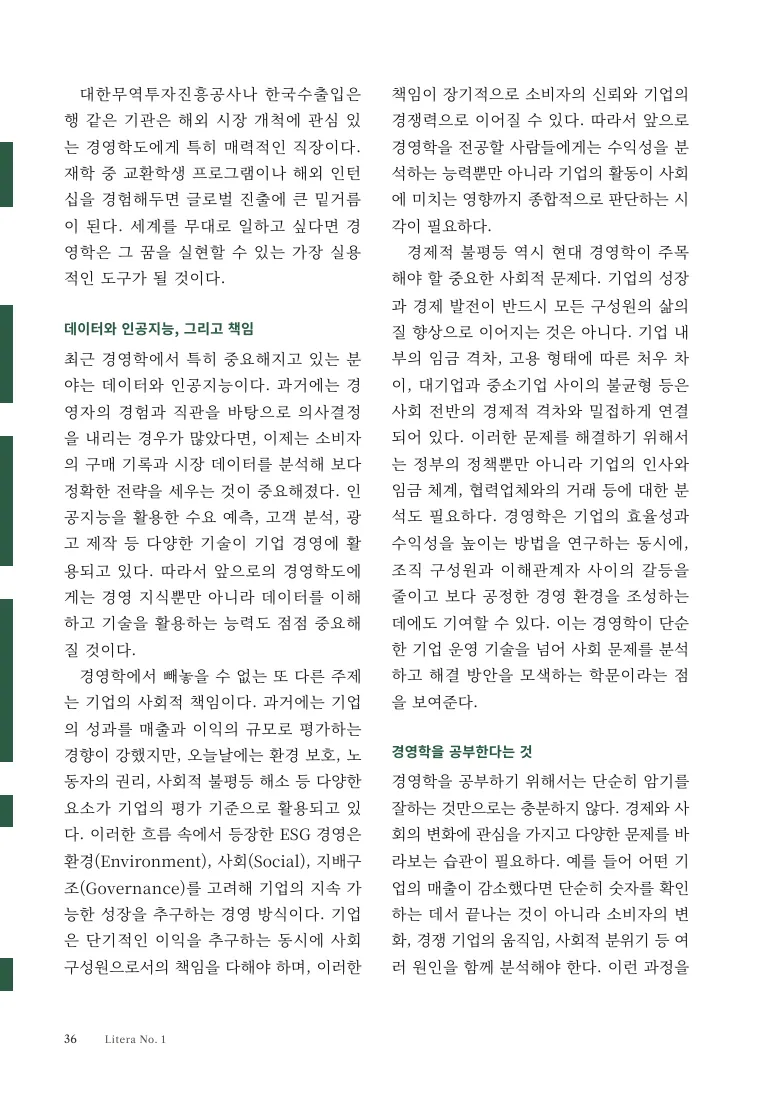 대한무역투자진흥공사나 한국수출입은
행 같은 기관은 해외 시장 개척에 관심 있
는 경영학도에게 특히 매력적인 직장이다.
재학 중 교환학생 프로그램이나 해외 인턴
십을 경험해두면 글로벌 진출에 큰 밑거름
이 된다. 세계를 무대로 일하고 싶다면 경
영학은 그 꿈을 실현할 수 있는 가장 실용
적인 도구가 될 것이다.
데이터와 인공지능, 그리고 책임
최근 경영학에서 특히 중요해지고 있는 분
야는 데이터와 인공지능이다. 과거에는 경
영자의 경험과 직관을 바탕으로 의사결정
을 내리는 경우가 많았다면, 이제는 소비자
의 구매 기록과 시장 데이터를 분석해 보다
정확한 전략을 세우는 것이 중요해졌다. 인
공지능을 활용한 수요 예측, 고객 분석, 광
고 제작 등 다양한 기술이 기업 경영에 활
용되고 있다. 따라서 앞으로의 경영학도에
게는 경영 지식뿐만 아니라 데이터를 이해
하고 기술을 활용하는 능력도 점점 중요해
질 것이다.
경영학에서 빼놓을 수 없는 또 다른 주제
는 기업의 사회적 책임이다. 과거에는 기업
의 성과를 매출과 이익의 규모로 평가하는
경향이 강했지만, 오늘날에는 환경 보호, 노
동자의 권리, 사회적 불평등 해소 등 다양한
요소가 기업의 평가 기준으로 활용되고 있
다. 이러한 흐름 속에서 등장한 ESG 경영은
환경(Environment), 사회(Social), 지배구
조(Governance)를 고려해 기업의 지속 가
능한 성장을 추구하는 경영 방식이다. 기업
은 단기적인 이익을 추구하는 동시에 사회
구성원으로서의 책임을 다해야 하며, 이러한
책임이 장기적으로 소비자의 신뢰와 기업의
경쟁력으로 이어질 수 있다. 따라서 앞으로
경영학을 전공할 사람들에게는 수익성을 분
석하는 능력뿐만 아니라 기업의 활동이 사회
에 미치는 영향까지 종합적으로 판단하는 시
각이 필요하다.
경제적 불평등 역시 현대 경영학이 주목
해야 할 중요한 사회적 문제다. 기업의 성장
과 경제 발전이 반드시 모든 구성원의 삶의
질 향상으로 이어지는 것은 아니다. 기업 내
부의 임금 격차, 고용 형태에 따른 처우 차
이, 대기업과 중소기업 사이의 불균형 등은
사회 전반의 경제적 격차와 밀접하게 연결
되어 있다. 이러한 문제를 해결하기 위해서
는 정부의 정책뿐만 아니라 기업의 인사와
임금 체계, 협력업체와의 거래 등에 대한 분
석도 필요하다. 경영학은 기업의 효율성과
수익성을 높이는 방법을 연구하는 동시에,
조직 구성원과 이해관계자 사이의 갈등을
줄이고 보다 공정한 경영 환경을 조성하는
데에도 기여할 수 있다. 이는 경영학이 단순
한 기업 운영 기술을 넘어 사회 문제를 분석
하고 해결 방안을 모색하는 학문이라는 점
을 보여준다.
경영학을 공부한다는 것
경영학을 공부하기 위해서는 단순히 암기를
잘하는 것만으로는 충분하지 않다. 경제와 사
회의 변화에 관심을 가지고 다양한 문제를 바
라보는 습관이 필요하다. 예를 들어 어떤 기
업의 매출이 감소했다면 단순히 숫자를 확인
하는 데서 끝나는 것이 아니라 소비자의 변
화, 경쟁 기업의 움직임, 사회적 분위기 등 여
러 원인을 함께 분석해야 한다. 이런 과정을
36 Litera No. 1